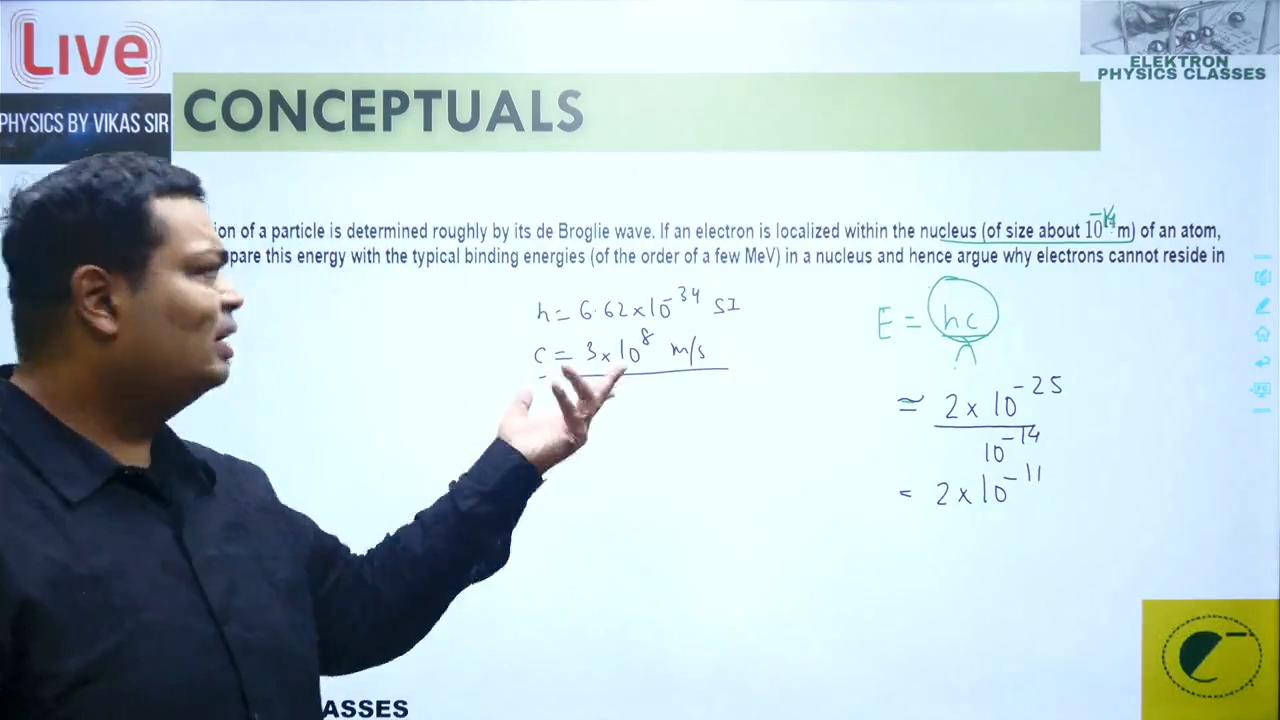 Live
PHYSICS BY VIKAS SIR
CONCEPTUALS
ELEKTRON
PHYSICS CLASSES
ion of a particle is determined roughly by its de Broglie wave. If an electron is localized within the nucleus (of size about 10⁻¹⁴ m) of an atom,
pare this energy with the typical binding energies (of the order of a few MeV) in a nucleus and hence argue why electrons cannot reside in
h = 6.62 × 10⁻³⁴ SI
c = 3 × 10⁸ m/s
E = hc
λ
≃ 2 × 10⁻²⁵
10⁻¹⁴
= 2 × 10⁻¹¹
ASSES